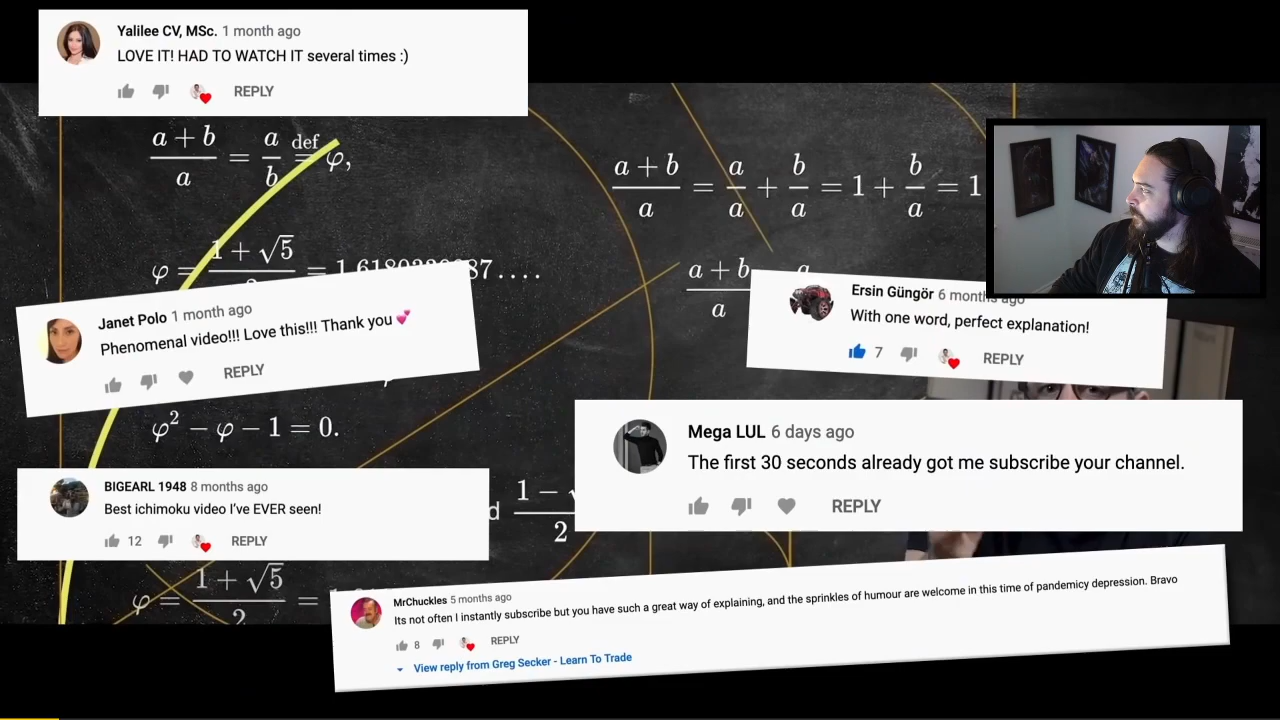 Yalilee CV, MSc. 1 month ago
LOVE IT! HAD TO WATCH IT several times :)
REPLY
a + b / a = a / b def = φ,
a + b / a = a / a + b / a = 1 + b / a = 1
φ = 1 + √5 = 1.6180339887....
a + b / a
a
Janet Polo 1 month ago
Phenomenal video!!! Love this!!! Thank you 💕
REPLY
Ersin Güngör 6 months ago
With one word, perfect explanation!
7 REPLY
φ² − φ − 1 = 0.
Mega LUL 6 days ago
The first 30 seconds already got me subscribe your channel.
REPLY
BIGEARL 1948 8 months ago
Best ichimoku video I've EVER seen!
12 REPLY
d 1 − √ / 2
φ = 1 + √5 / 2 =
MrChuckles 5 months ago
Its not often I instantly subscribe but you have such a great way of explaining, and the sprinkles of humour are welcome in this time of pandemicy depression. Bravo
8 REPLY
View reply from Greg Secker - Learn To Trade